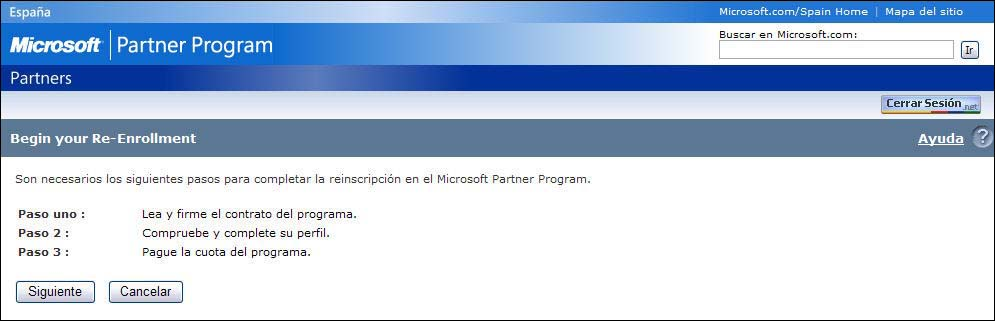 España
Microsoft.com/Spain Home | Mapa del sitio
Microsoft | Partner Program
Buscar en Microsoft.com:
Ir
Partners
Cerrar Sesión .net
Begin your Re-Enrollment
Ayuda ?
Son necesarios los siguientes pasos para completar la reinscripción en el Microsoft Partner Program.
Paso uno : Lea y firme el contrato del programa.
Paso 2 : Compruebe y complete su perfil.
Paso 3 : Pague la cuota del programa.
Siguiente Cancelar